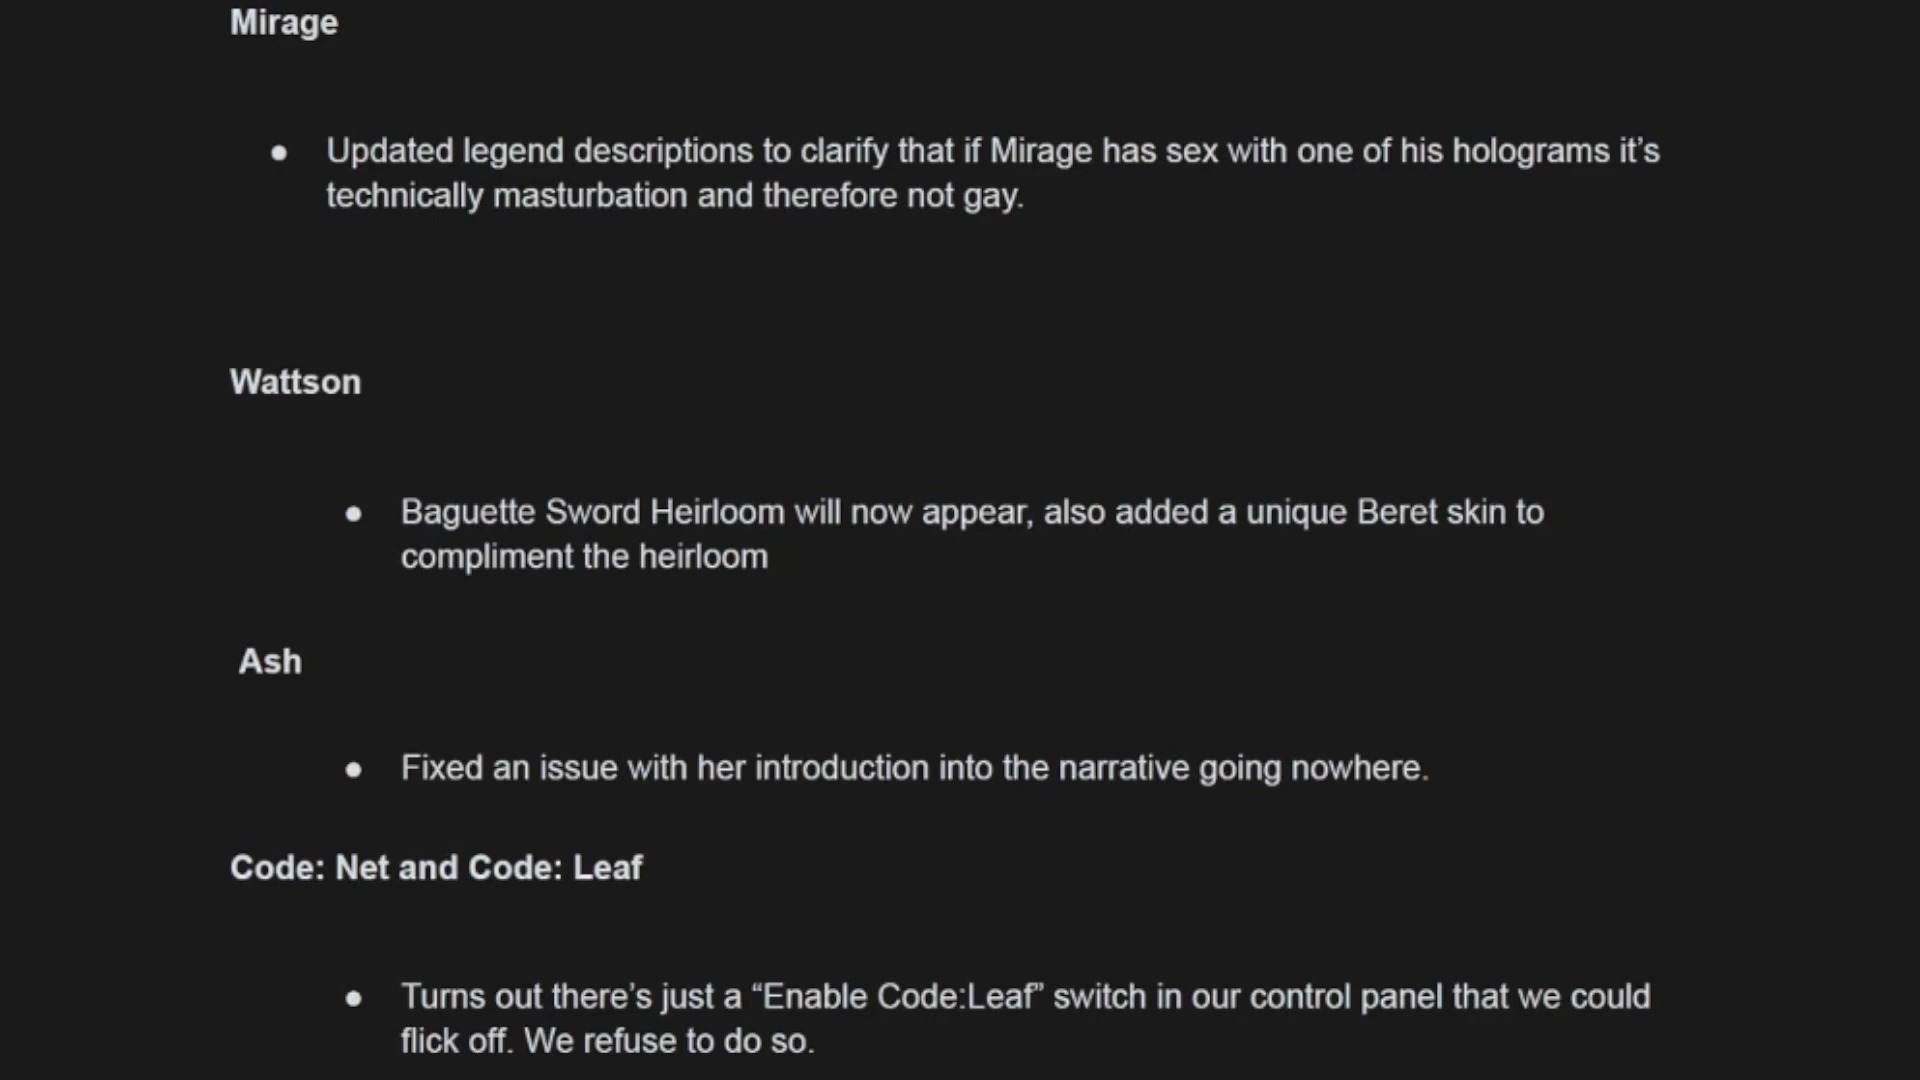 Mirage
● Updated legend descriptions to clarify that if Mirage has sex with one of his holograms it’s
technically masturbation and therefore not gay.
Wattson
● Baguette Sword Heirloom will now appear, also added a unique Beret skin to
compliment the heirloom
Ash
● Fixed an issue with her introduction into the narrative going nowhere.
Code: Net and Code: Leaf
● Turns out there’s just a “Enable Code:Leaf” switch in our control panel that we could
flick off. We refuse to do so.